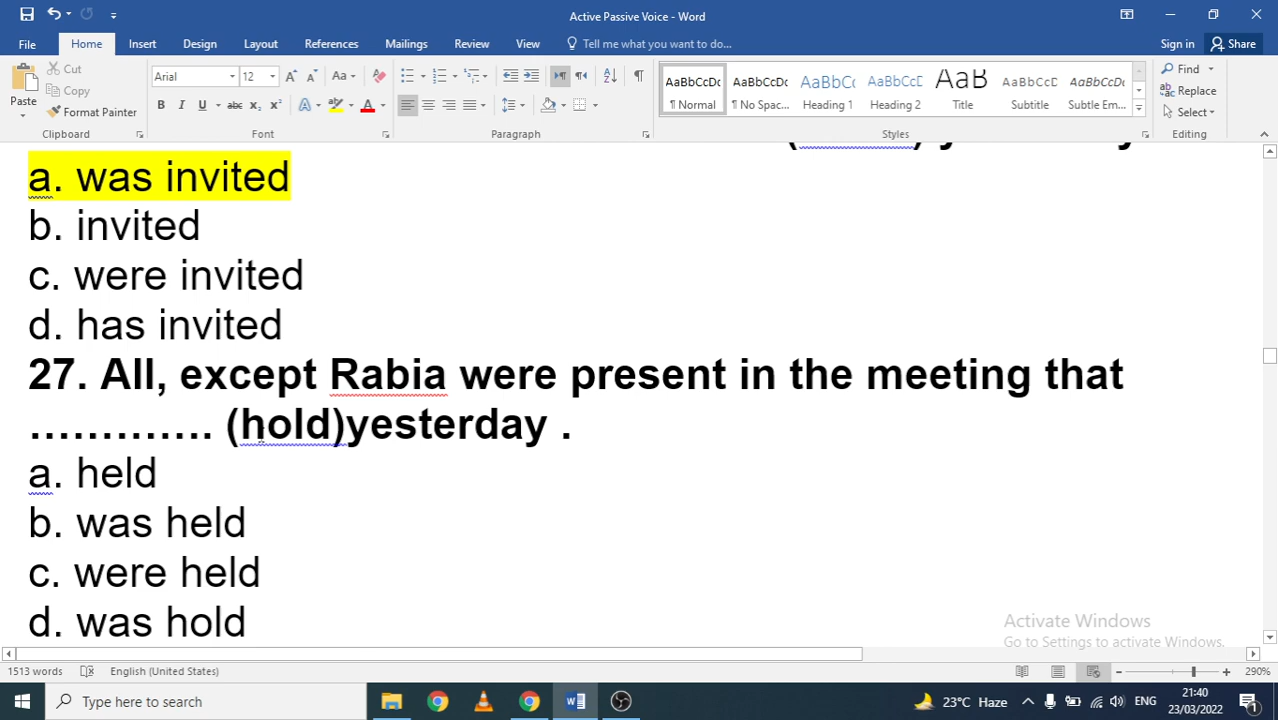 Active Passive Voice - Word
File Home Insert Design Layout References Mailings Review View Tell me what you want to do... Sign in Share
Paste Cut Copy Format Painter
Arial 12
AaBbCcDc AaBbCcDc AaBbCc AaBbCcE AaB AaBbCcD AaBbCcDc
¶ Normal ¶ No Spac... Heading 1 Heading 2 Title Subtitle Subtle Em...
Find Replace Select
Clipboard Font Paragraph Styles Editing
a. was invited
b. invited
c. were invited
d. has invited
27. All, except Rabia were present in the meeting that
…………. (hold)yesterday .
a. held
b. was held
c. were held
d. was hold
Activate Windows
Go to Settings to activate Windows.
1513 words English (United States) 290%
Type here to search 23°C Haze ENG 21:40 23/03/2022 1